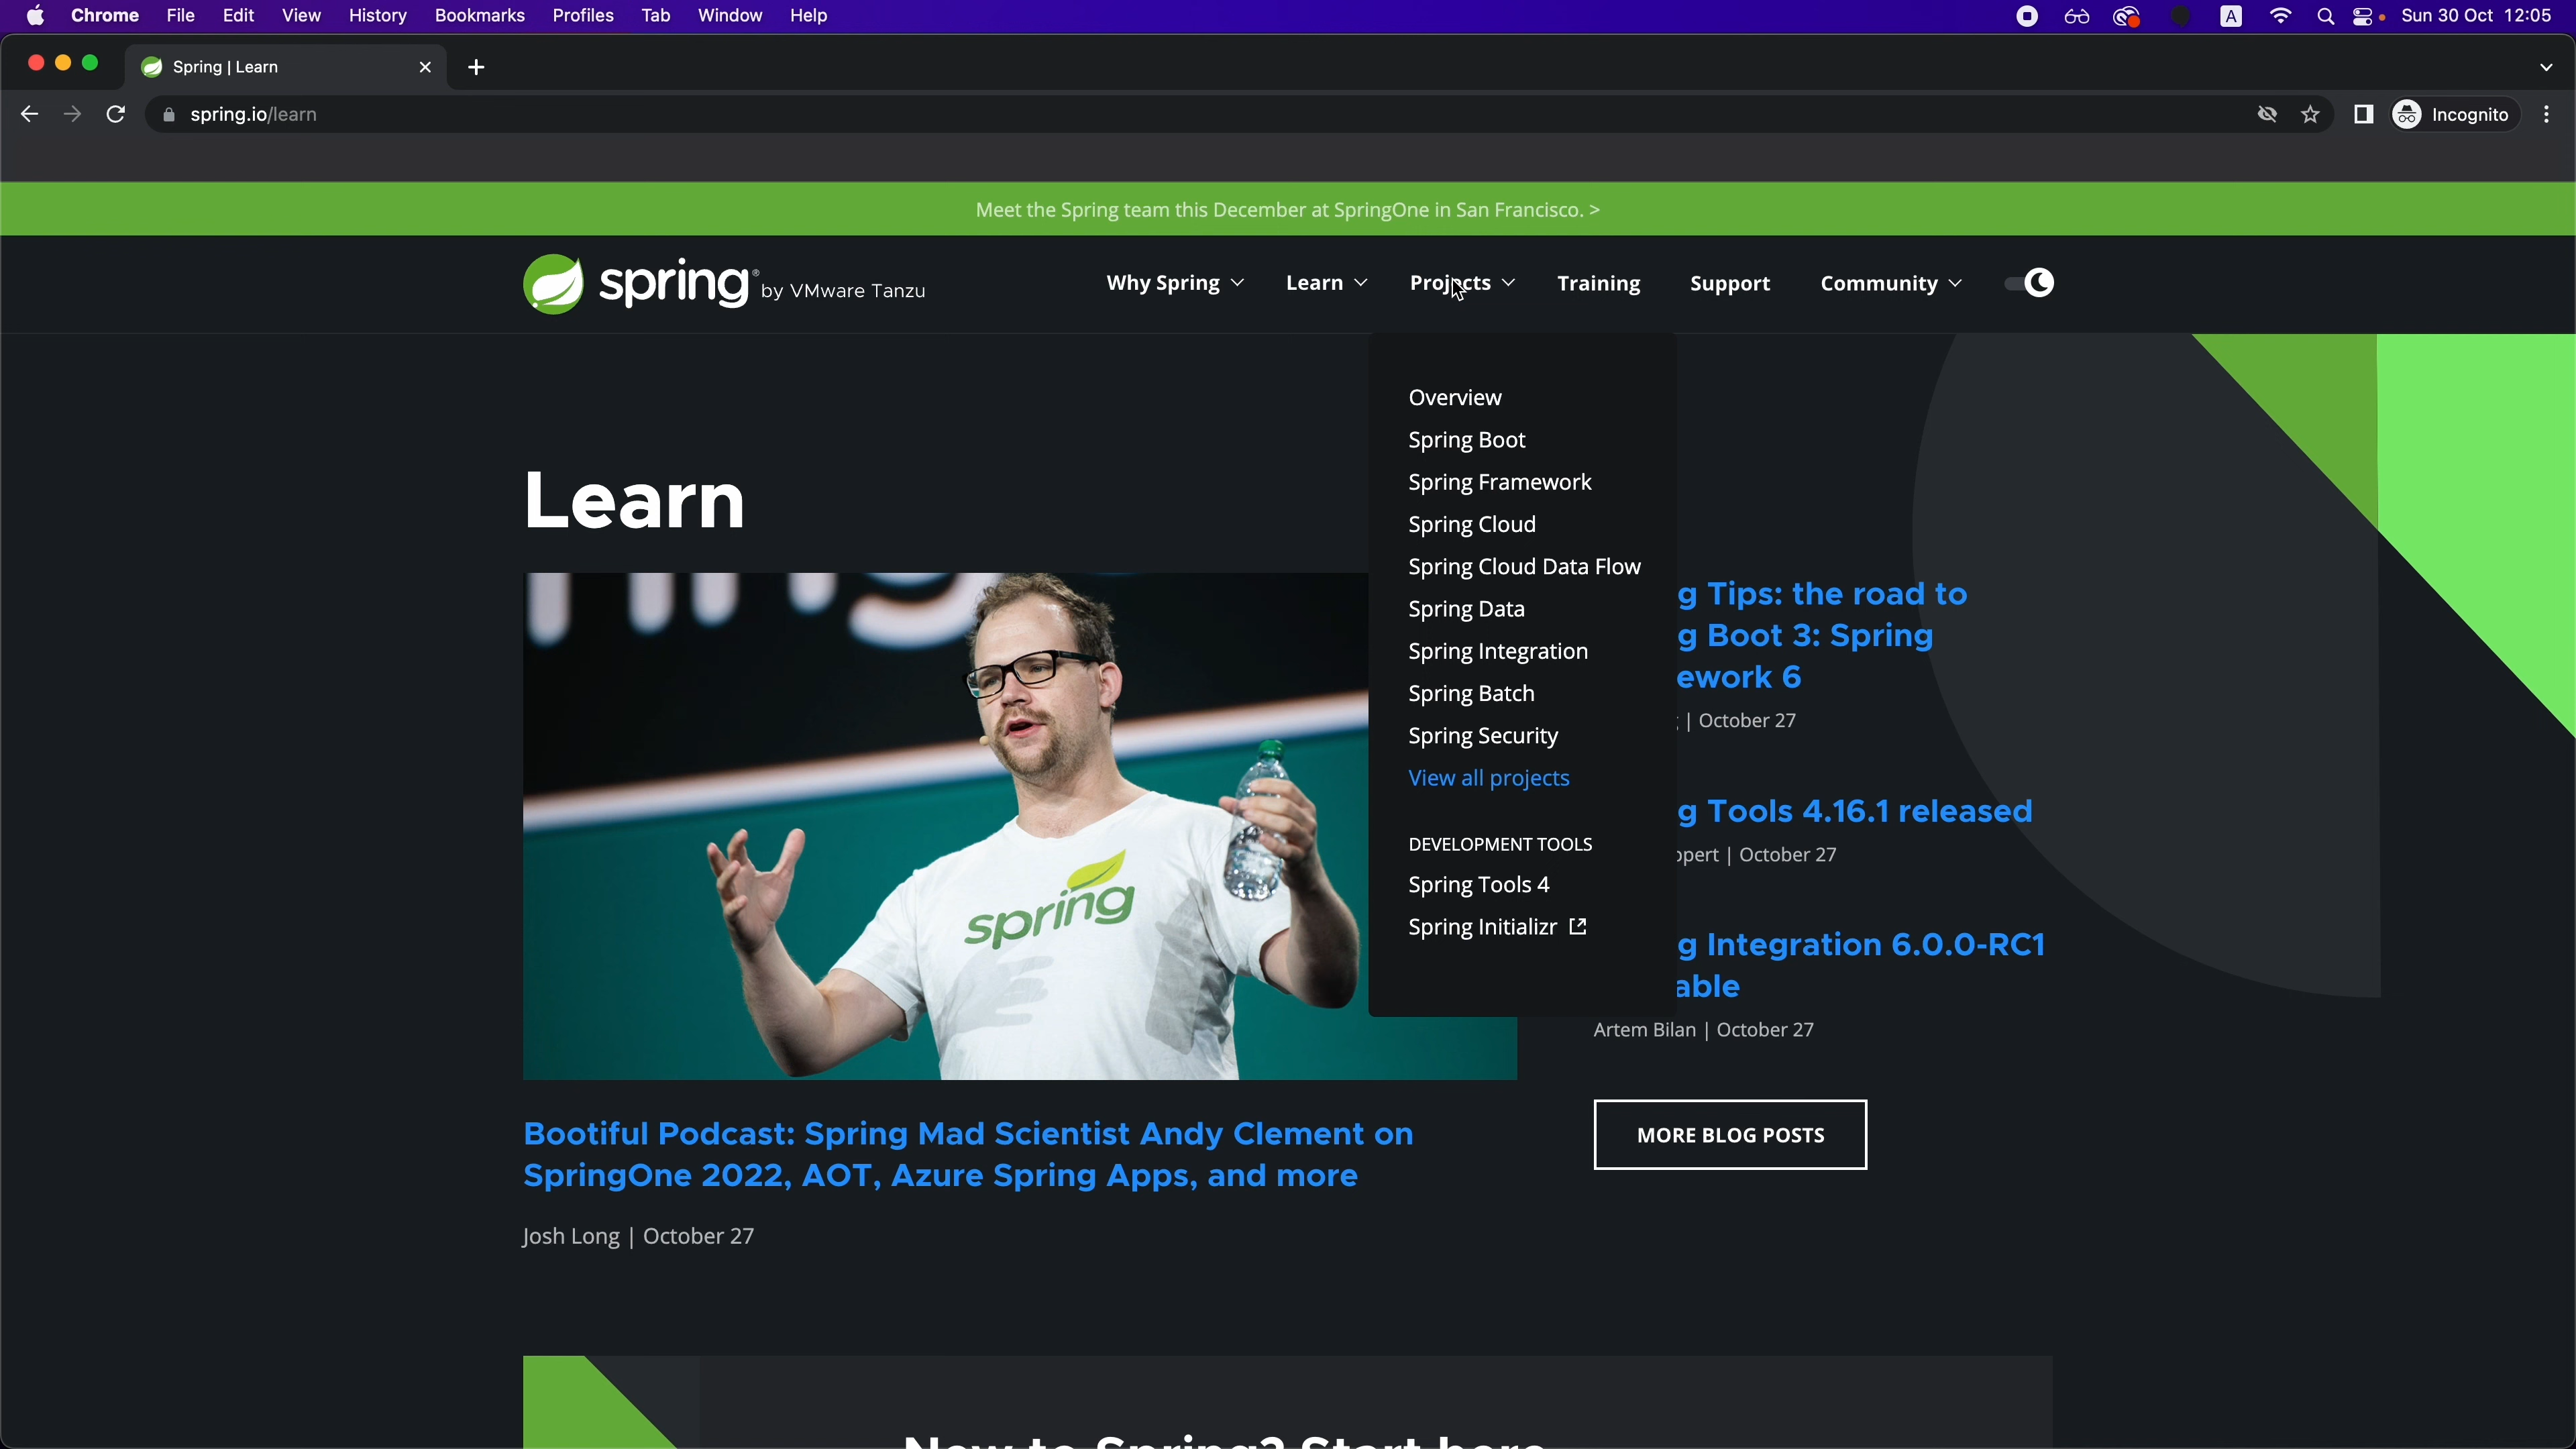 Chrome File Edit View History Bookmarks Profiles Tab Window Help A Sun 30 Oct 12:05
Spring | Learn
spring.io/learn Incognito
Meet the Spring team this December at SpringOne in San Francisco. >
spring® by VMware Tanzu Why Spring Learn Projects Training Support Community
Overview
Spring Boot
Spring Framework
Spring Cloud
Spring Cloud Data Flow
Spring Data
Spring Integration
Spring Batch
Spring Security
View all projects
DEVELOPMENT TOOLS
Spring Tools 4
Spring Initializr
Learn
spring
Bootiful Podcast: Spring Mad Scientist Andy Clement on
SpringOne 2022, AOT, Azure Spring Apps, and more
Josh Long | October 27
g Tips: the road to
g Boot 3: Spring
ework 6
| October 27
g Tools 4.16.1 released
ppert | October 27
g Integration 6.0.0-RC1
able
Artem Bilan | October 27
MORE BLOG POSTS
New to Spring? Start here